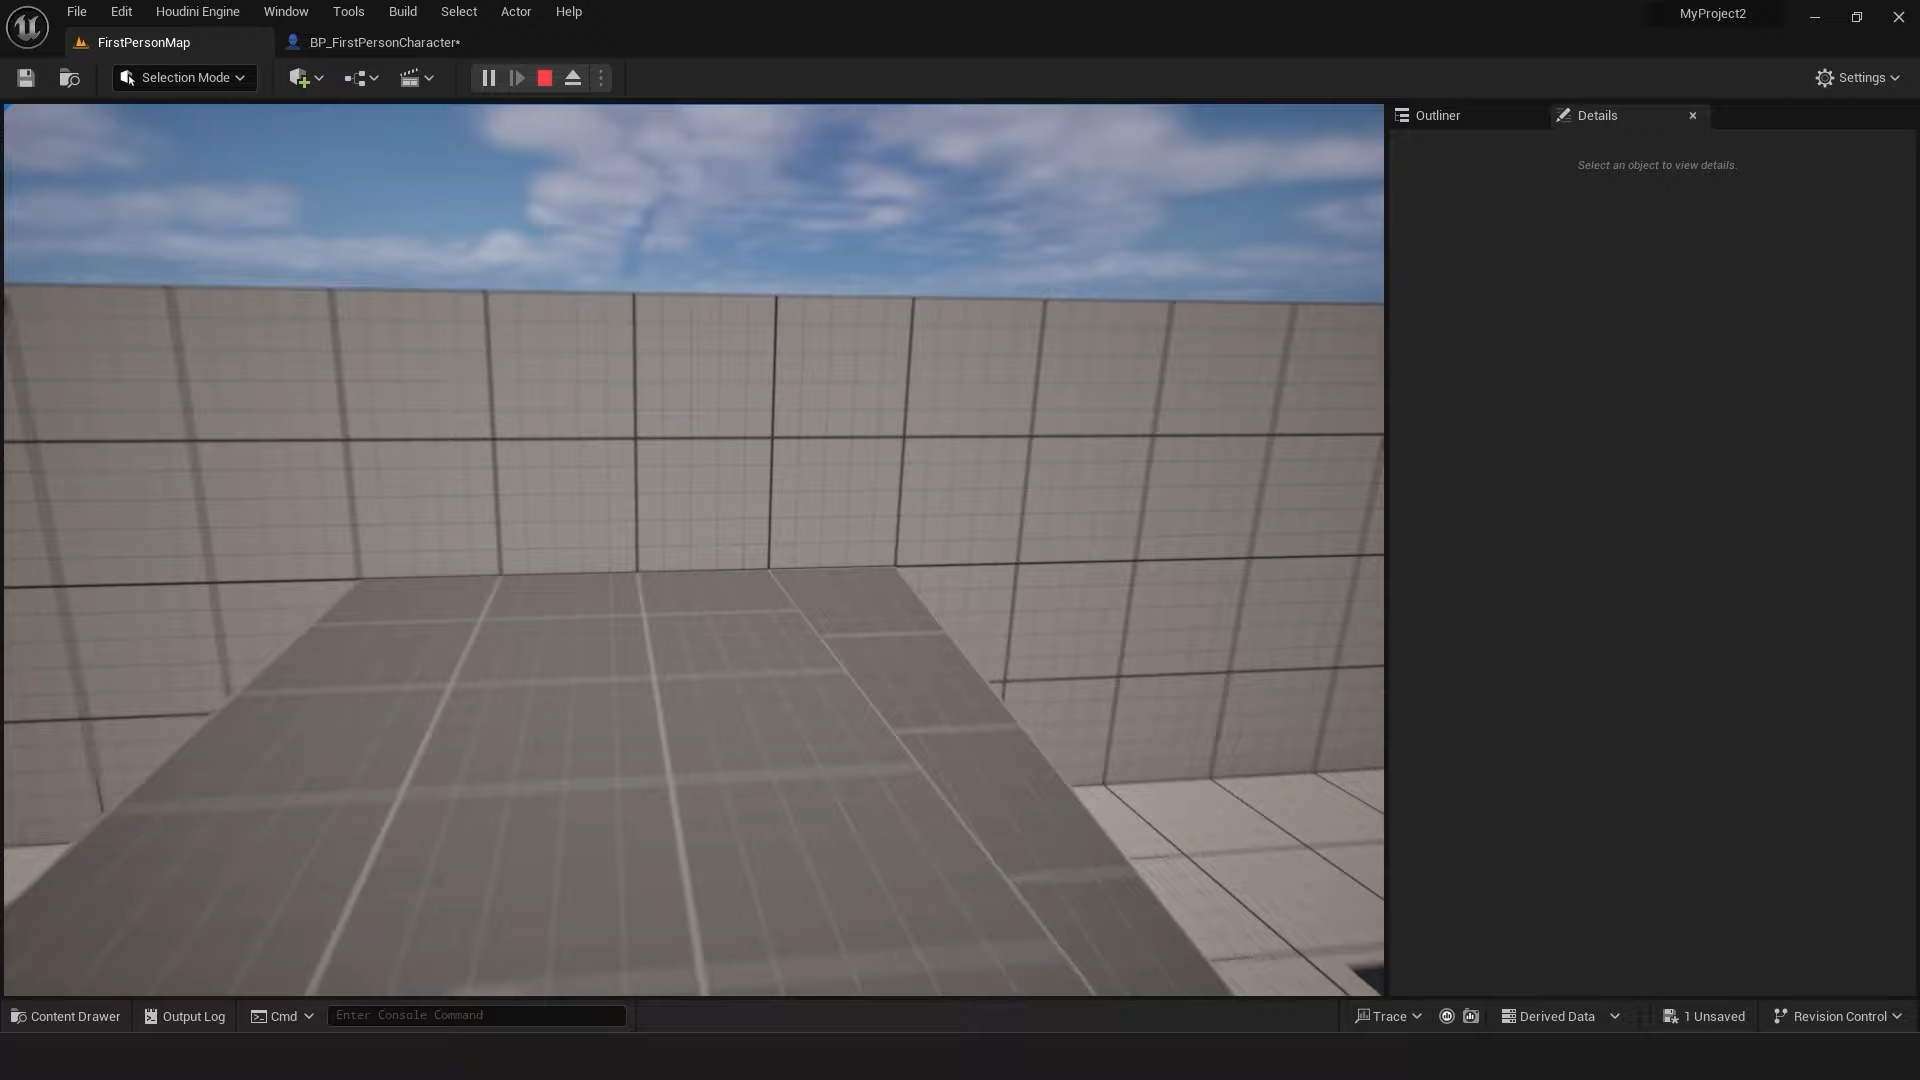 File Edit Houdini Engine Window Tools Build Select Actor Help
MyProject2
FirstPersonMap
BP_FirstPersonCharacter*
Selection Mode
Settings
Outliner
Details
Select an object to view details.
Content Drawer
Output Log
Cmd
Enter Console Command
Trace
Derived Data
1 Unsaved
Revision Control